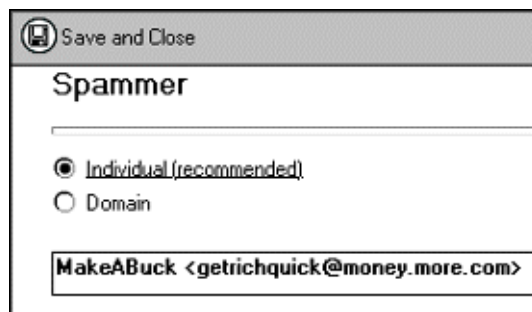 Save and Close
Spammer
Individual (recommended)
Domain
MakeABuck <getrichquick@money.more.com>